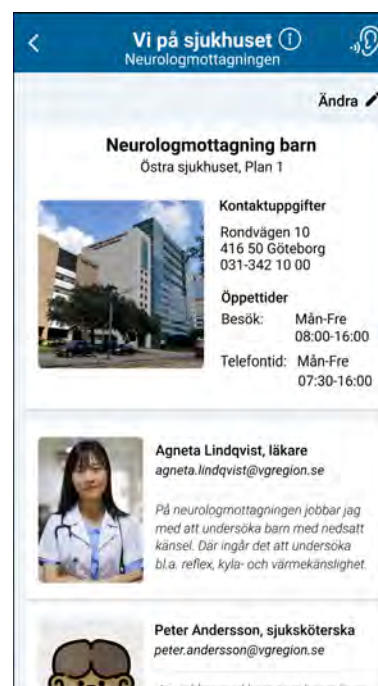 Vi på sjukhuset
Neurologmottagningen
Ändra
Neurologmottagning barn
Östra sjukhuset, Plan 1
Kontaktuppgifter
Rondvägen 10
416 50 Göteborg
031-342 10 00
Öppettider
Besök: Mån-Fre
08:00-16:00
Telefontid: Mån-Fre
07:30-16:00
Agneta Lindqvist, läkare
agneta.lindqvist@vgregion.se
På neurologmottagningen jobbar jag
med att undersöka barn med nedsatt
känsel. Där ingår det att undersöka
bl.a. reflex, kyla- och värmekänslighet.
Peter Andersson, sjuksköterska
peter.andersson@vgregion.se